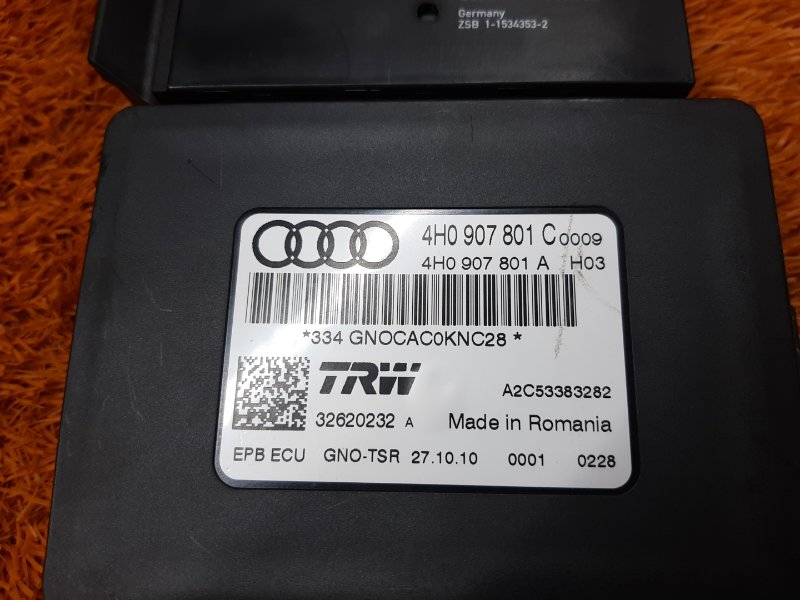 Germany
ZSB 1-1534353-2
4H0 907 801 C 0009
4H0 907 801 A H03
*334 GNOCAC0KNC28 *
TRW
A2C53383282
32620232 A Made in Romania
EPB ECU GNO-TSR 27.10.10 0001 0228